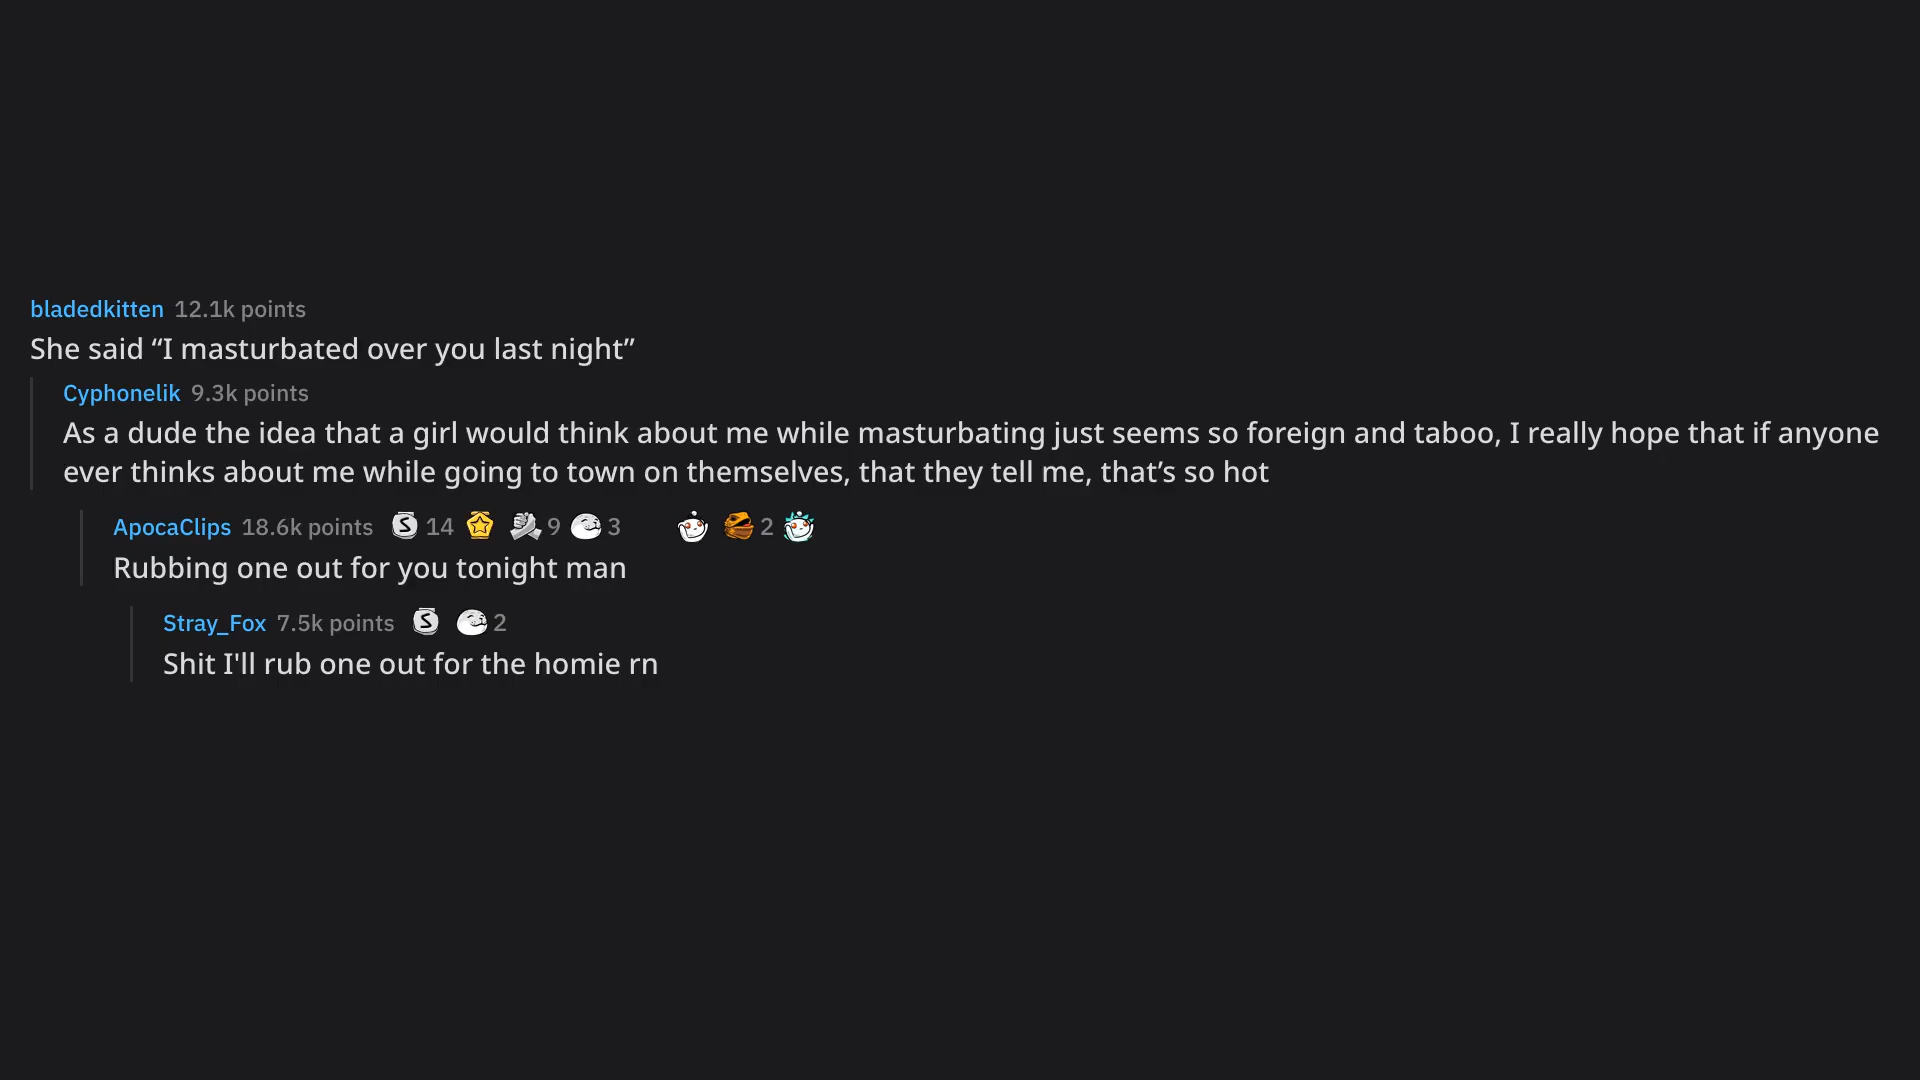 bladedkitten 12.1k points
She said “I masturbated over you last night”
Cyphonelik 9.3k points
As a dude the idea that a girl would think about me while masturbating just seems so foreign and taboo, I really hope that if anyone
ever thinks about me while going to town on themselves, that they tell me, that’s so hot
ApocaClips 18.6k points S 14 9 3 2
Rubbing one out for you tonight man
Stray_Fox 7.5k points S 2
Shit I'll rub one out for the homie rn